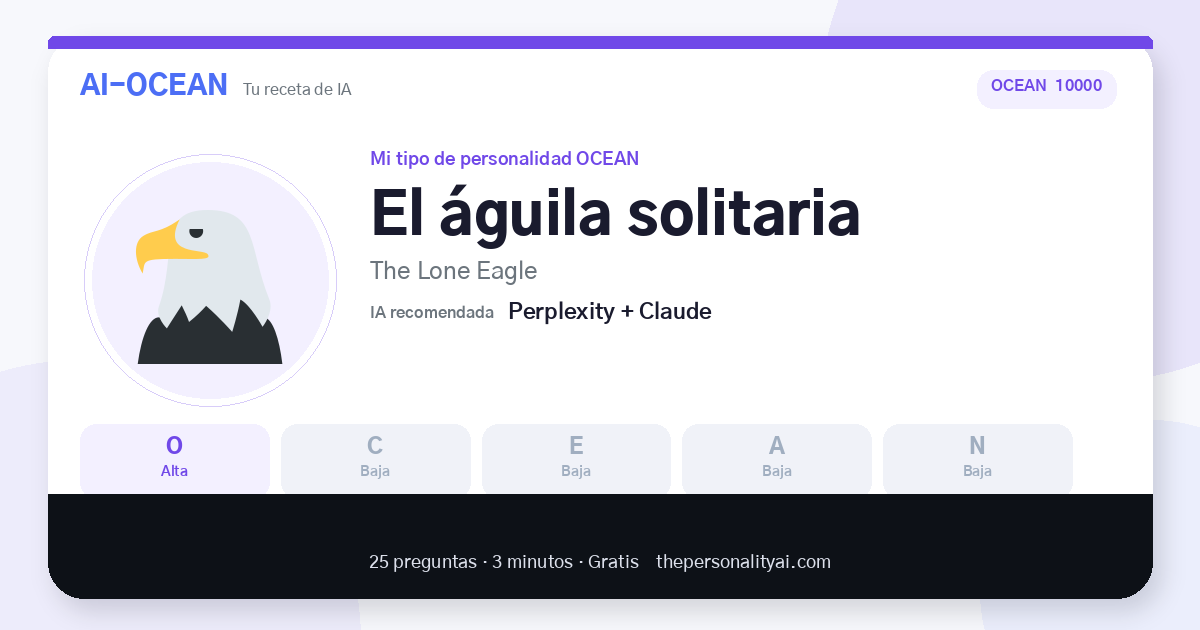 AI-OCEAN Tu receta de IA
OCEAN 10000
Mi tipo de personalidad OCEAN
El águila solitaria
The Lone Eagle
IA recomendada Perplexity + Claude
O C E A N
Alta Baja Baja Baja Baja
25 preguntas · 3 minutos · Gratis thepersonalityai.com